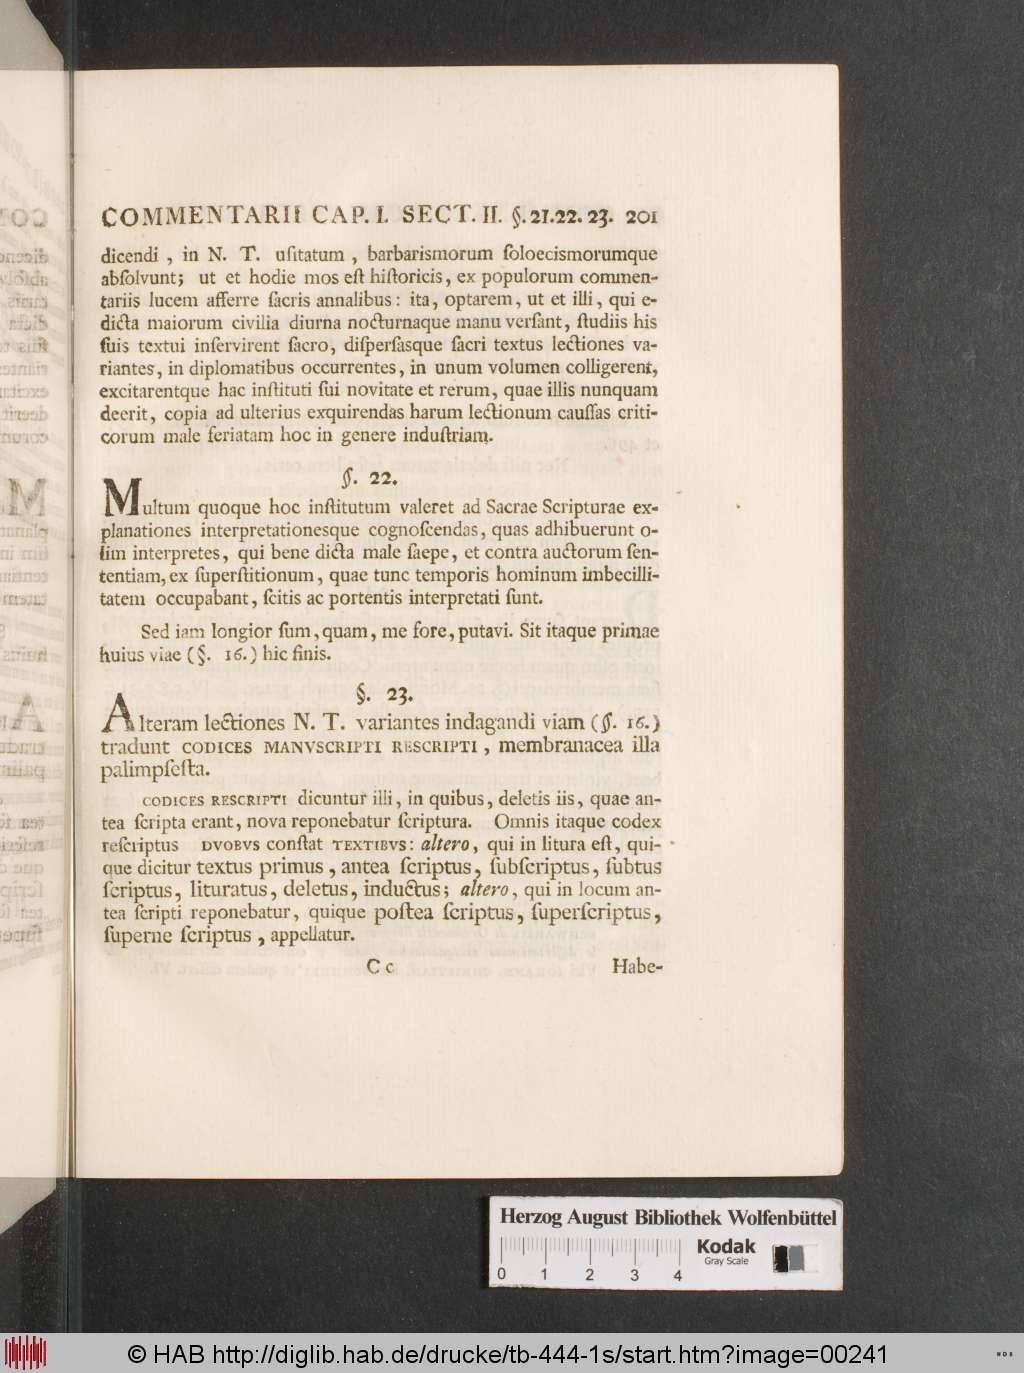 COMMENTARII CAP. I. SECT. II. §. 21. 22. 23. 201
dicendi , in N. T. uſitatum , barbarismorum ſoloecismorumque
abſolvunt; ut et hodie mos eſt hiſtoricis, ex populorum commen-
tariis lucem afferre ſacris annalibus: ita, optarem, ut et illi, qui e-
dicta maiorum civilia diurna nocturnaque manu verſant, ſtudiis his
ſuis textui inſervirent ſacro, diſperſasque ſacri textus lectiones va-
riantes, in diplomatibus occurrentes, in unum volumen colligerent,
excitarentque hac inſtituti ſui novitate et rerum, quae illis nunquam
deerit, copia ad ulterius exquirendas harum lectionum cauſſas criti-
corum male feriatam hoc in genere induſtriam.
§. 22.
Multum quoque hoc inſtitutum valeret ad Sacrae Scripturae ex-
planationes interpretationesque cognoſcendas, quas adhibuerunt o-
lim interpretes, qui bene dicta male ſaepe, et contra auctorum ſen-
tentiam, ex ſuperſtitionum, quae tunc temporis hominum imbecilli-
tatem occupabant, ſcitis ac portentis interpretati ſunt.
Sed iam longior ſum, quam, me fore, putavi. Sit itaque primae
huius viae (§. 16.) hic finis.
§. 23.
Alteram lectiones N. T. variantes indagandi viam (§. 16.)
tradunt CODICES MANVSCRIPTI RESCRIPTI , membranacea illa
palimpſeſta.
CODICES RESCRIPTI dicuntur illi, in quibus, deletis iis, quae an-
tea ſcripta erant, nova reponebatur ſcriptura. Omnis itaque codex
reſcriptus DVOBVS conſtat TEXTIBVS: altero, qui in litura eſt, qui-
que dicitur textus primus, antea ſcriptus, ſubſcriptus, ſubtus
ſcriptus, lituratus, deletus, inductus; altero, qui in locum an-
tea ſcripti reponebatur, quique poſtea ſcriptus, ſuperſcriptus,
ſuperne ſcriptus , appellatur.
C c Habe-
Herzog August Bibliothek Wolfenbüttel
Kodak
Gray Scale
0 1 2 3 4
© HAB http://diglib.hab.de/drucke/tb-444-1s/start.htm?image=00241